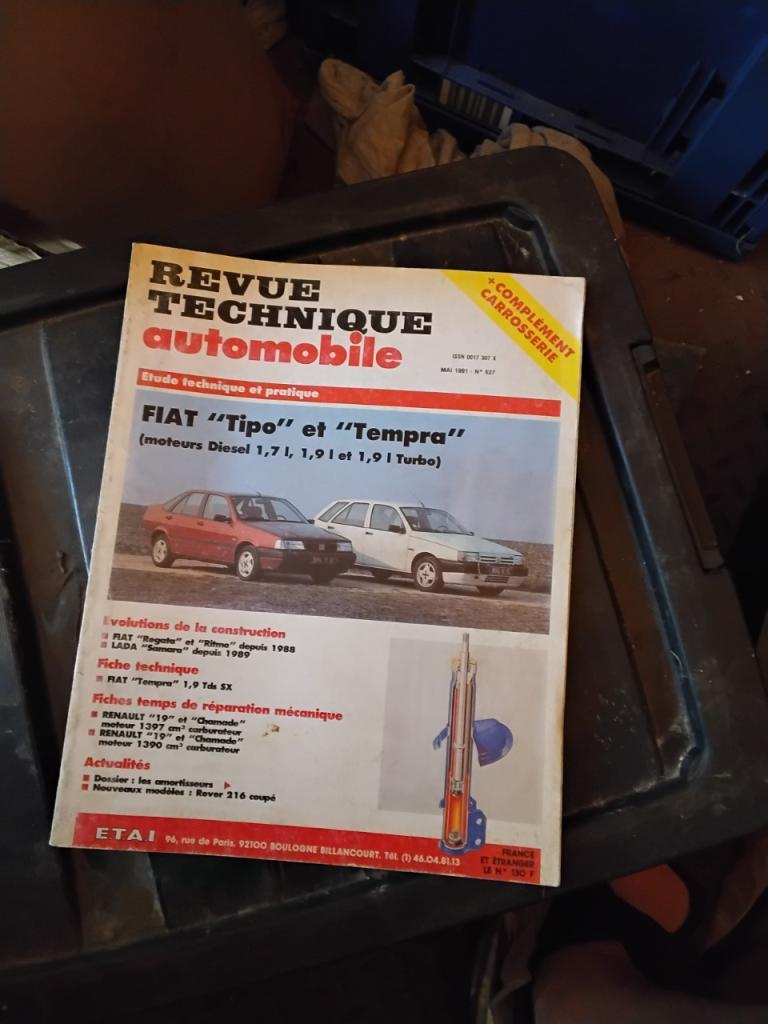 REVUE
TECHNIQUE
automobile
+ COMPLÉMENT
CARROSSERIE
ISSN 0017 307 X
MAI 1991 - N° 527
Etude technique et pratique
FIAT "Tipo" et "Tempra"
(moteurs Diesel 1,7 l, 1,9 l et 1,9 l Turbo)
Evolutions de la construction
FIAT "Regata" et "Ritmo" depuis 1988
LADA "Samara" depuis 1989
Fiche technique
FIAT "Tempra" 1,9 Tds SX
Fiches temps de réparation mécanique
RENAULT "19" et "Chamade"
moteur 1397 cm³ carburateur
RENAULT "19" et "Chamade"
moteur 1390 cm³ carburateur
Actualités
Dossier : les amortisseurs
Nouveaux modèles : Rover 216 coupé
ETAI 96, rue de Paris. 92100 BOULOGNE BILLANCOURT. Tél. (1) 46.04.81.13
FRANCE
ET ÉTRANGER
LE N° 130 F